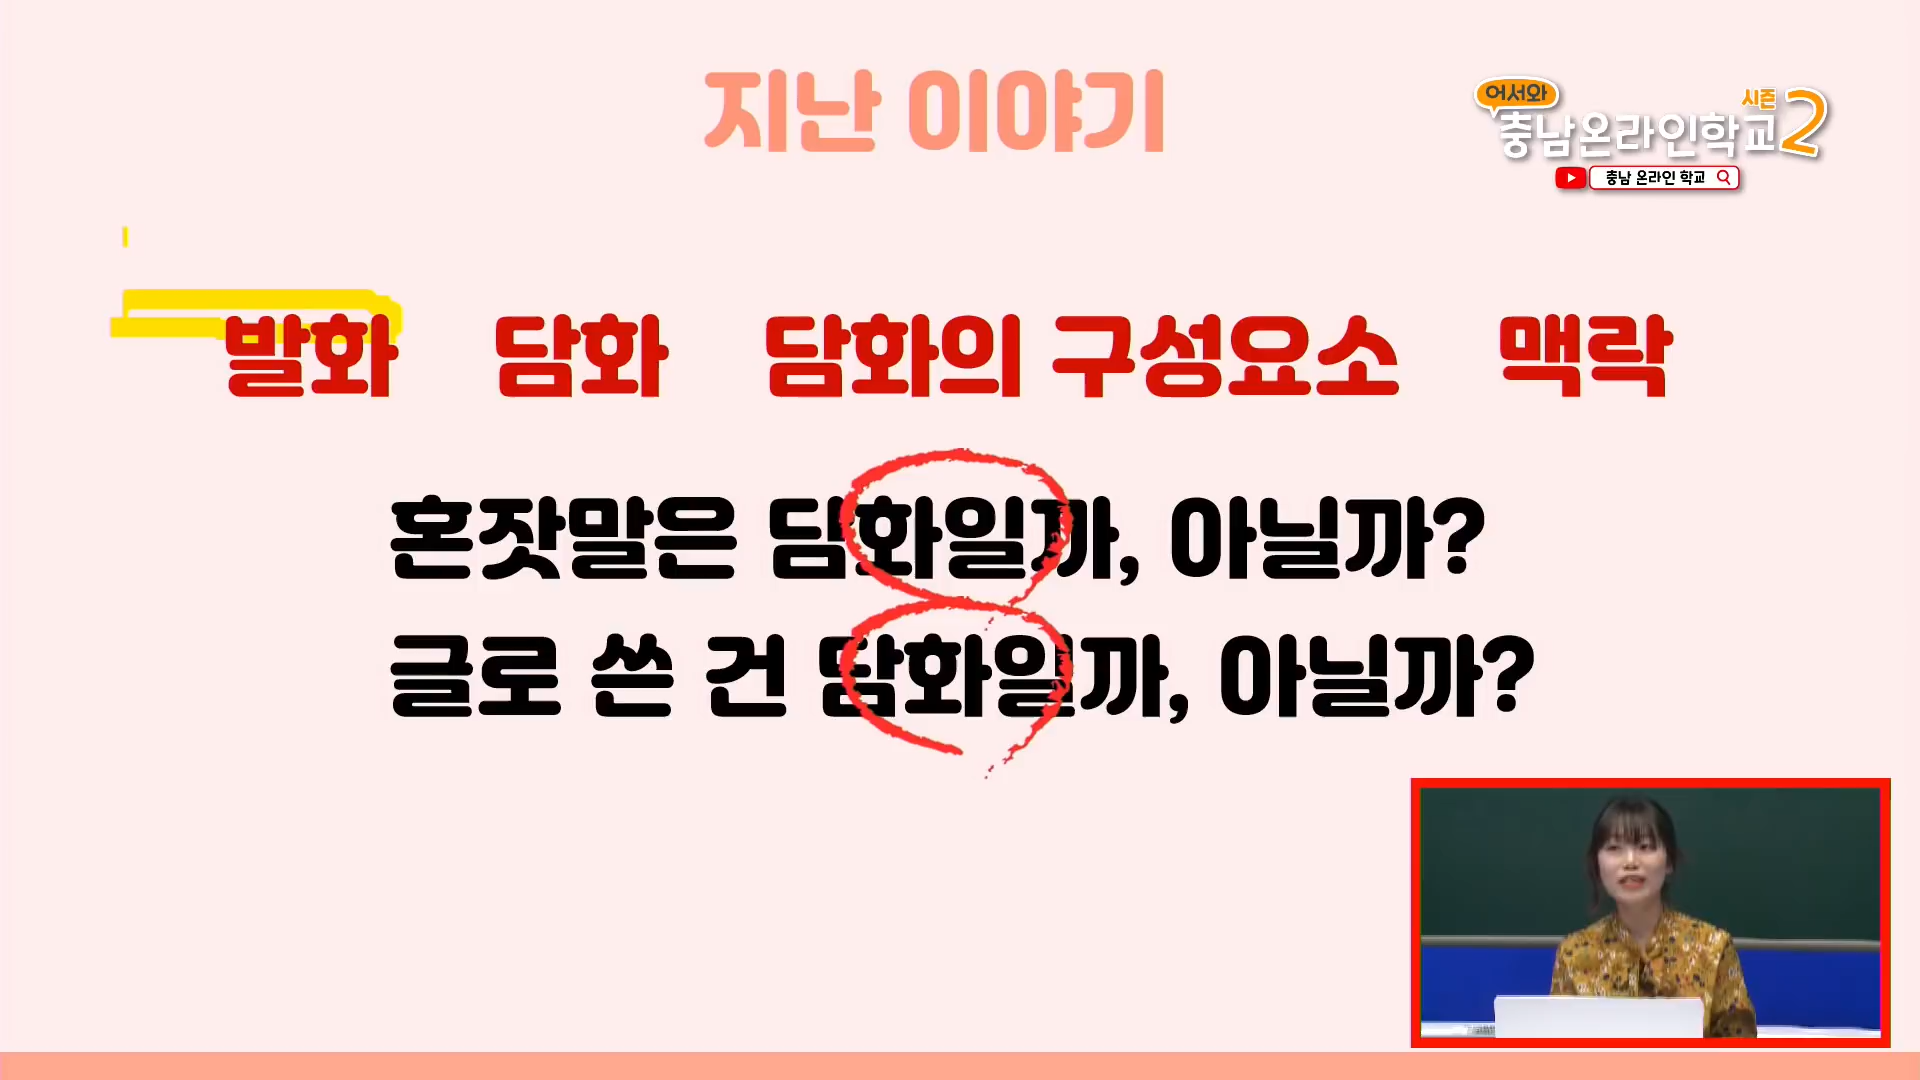 지난 이야기
어서와
시즌
충남온라인학교2
충남 온라인 학교
발화 담화 담화의 구성요소 맥락
혼잣말은 담화일까, 아닐까?
글로 쓴 건 담화일까, 아닐까?